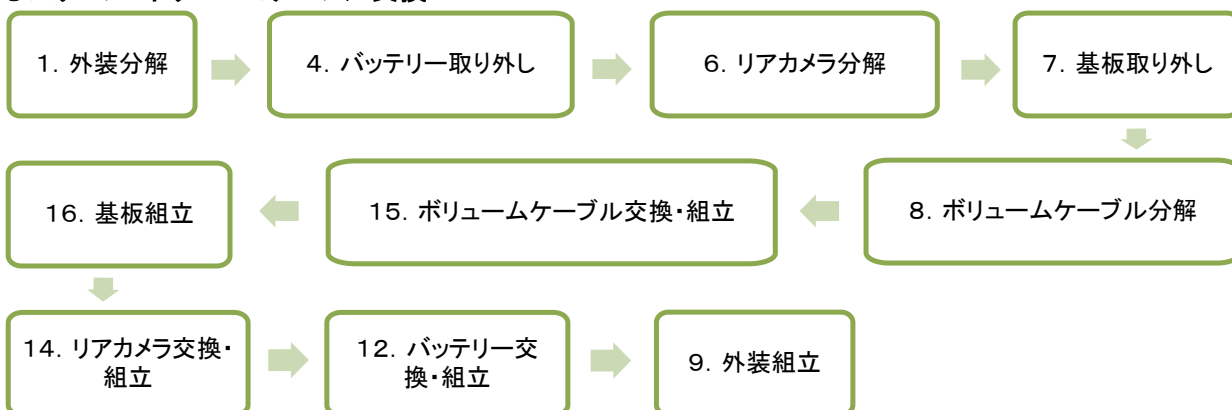 1．外装分解
4．バッテリー取り外し
6．リアカメラ分解
7．基板取り外し
8．ボリュームケーブル分解
15．ボリュームケーブル交換・組立
16．基板組立
14．リアカメラ交換・
組立
12．バッテリー交
換・組立
9．外装組立